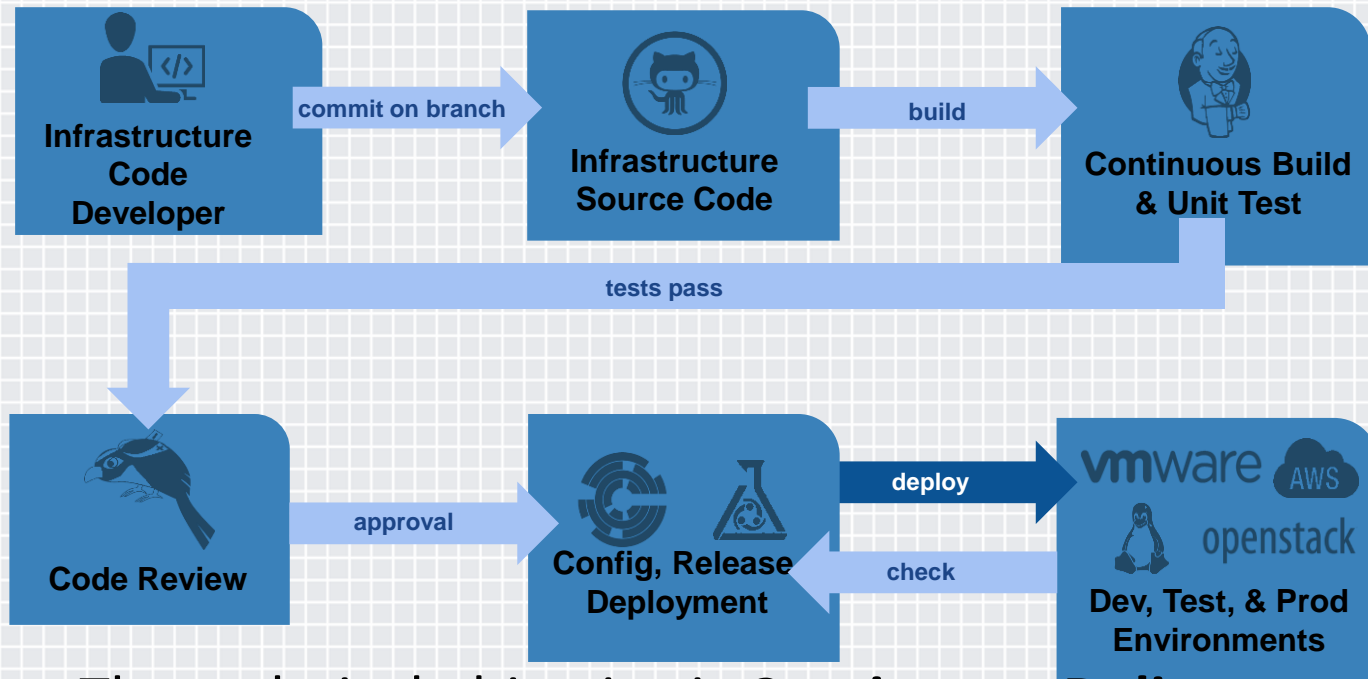 </>
Infrastructure
Code
Developer
commit on branch
Infrastructure
Source Code
build
Continuous Build
& Unit Test
tests pass
Code Review
approval
Config, Release
Deployment
deploy
check
vmware
AWS
openstack
Dev, Test, & Prod
Environments